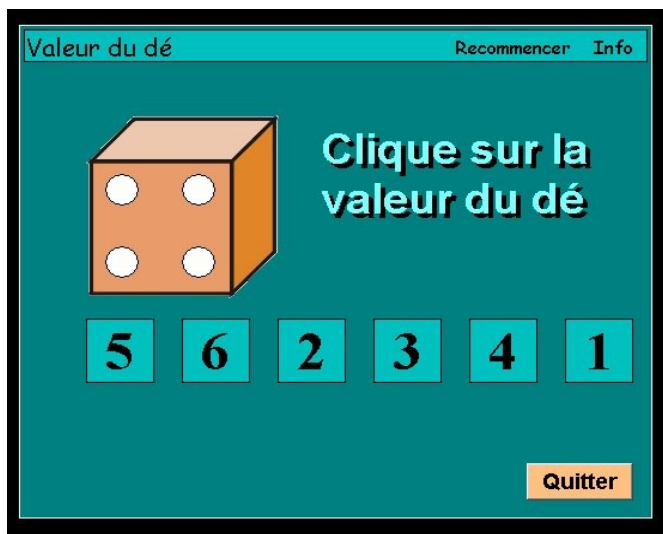 Valeur du dé Recommencer Info
Clique sur la
valeur du dé
5 6 2 3 4 1
Quitter